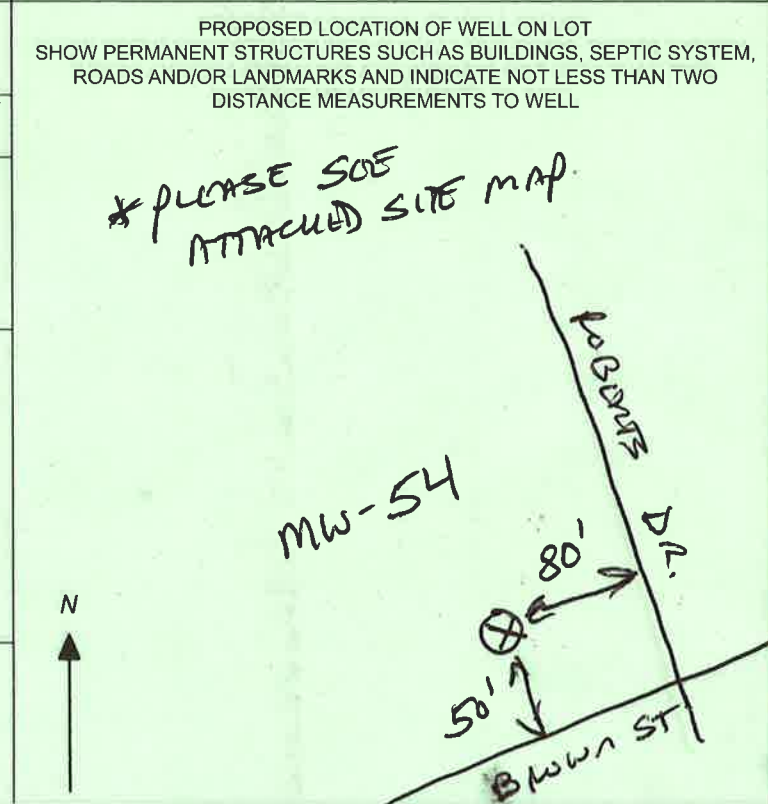 PROPOSED LOCATION OF WELL ON LOT
SHOW PERMANENT STRUCTURES SUCH AS BUILDINGS, SEPTIC SYSTEM,
ROADS AND/OR LANDMARKS AND INDICATE NOT LESS THAN TWO
DISTANCE MEASUREMENTS TO WELL
* PLEASE SEE
ATTACHED SITE MAP.
ROBERTS DR.
MW-54
80'
N
50'
BROWN ST